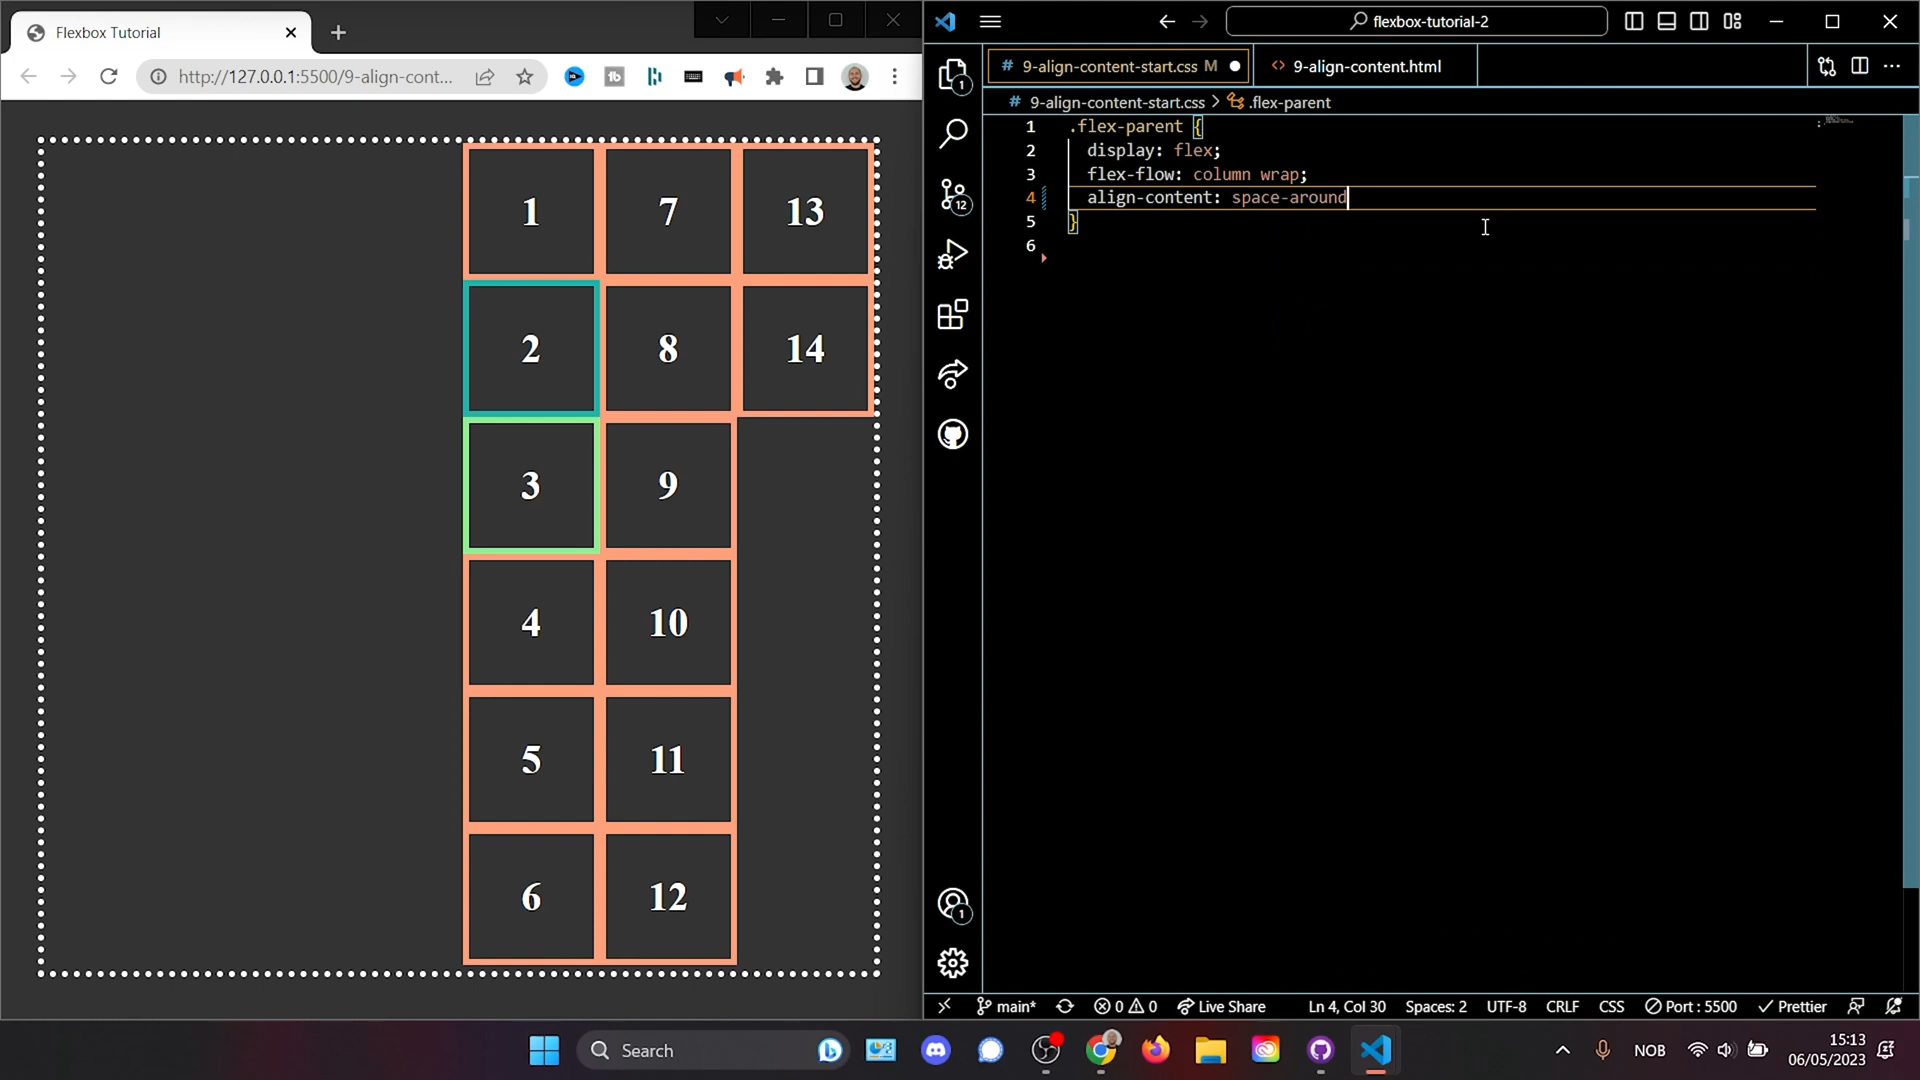 Flexbox Tutorial
http://127.0.0.1:5500/9-align-cont...
1 7 13
2 8 14
3 9
4 10
5 11
6 12
flexbox-tutorial-2
1
12
1
# 9-align-content-start.css M
<> 9-align-content.html
# 9-align-content-start.css > .flex-parent
1 .flex-parent {
2 display: flex;
3 flex-flow: column wrap;
4 align-content: space-around
5 }
6
main* 0 0 Live Share Ln 4, Col 30 Spaces: 2 UTF-8 CRLF CSS Port : 5500 Prettier
Search
NOB
15:13
06/05/2023